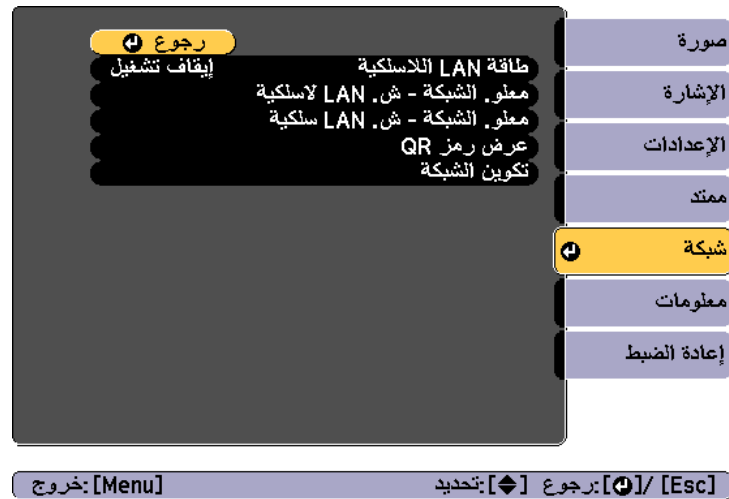 رجوع
طاقة LAN اللاسلكية إيقاف تشغيل
معلو. الشبكة - ش. LAN لاسلكية
معلو. الشبكة - ش. LAN سلكية
عرض رمز QR
تكوين الشبكة
صورة
الإشارة
الإعدادات
ممتد
شبكة
معلومات
إعادة الضبط
[Esc] /[⏎]:رجوع [◆]:تحديد [Menu]:خروج